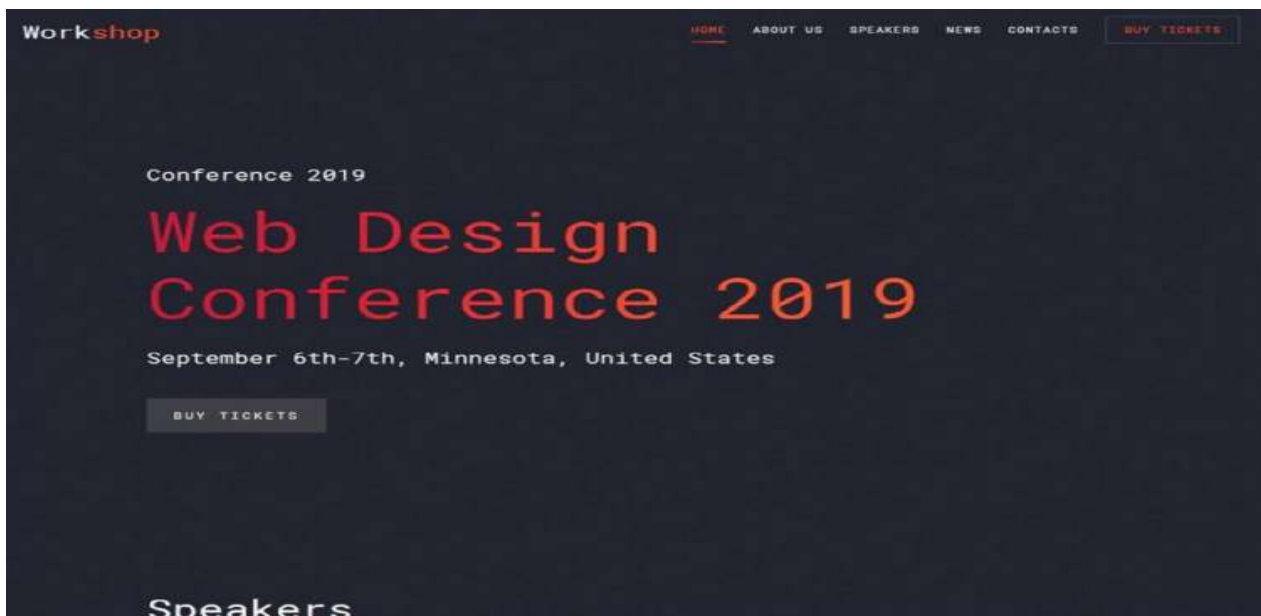 Workshop
HOME ABOUT US SPEAKERS NEWS CONTACTS BUY TICKETS
Conference 2019
Web Design
Conference 2019
September 6th-7th, Minnesota, United States
BUY TICKETS
Speakers